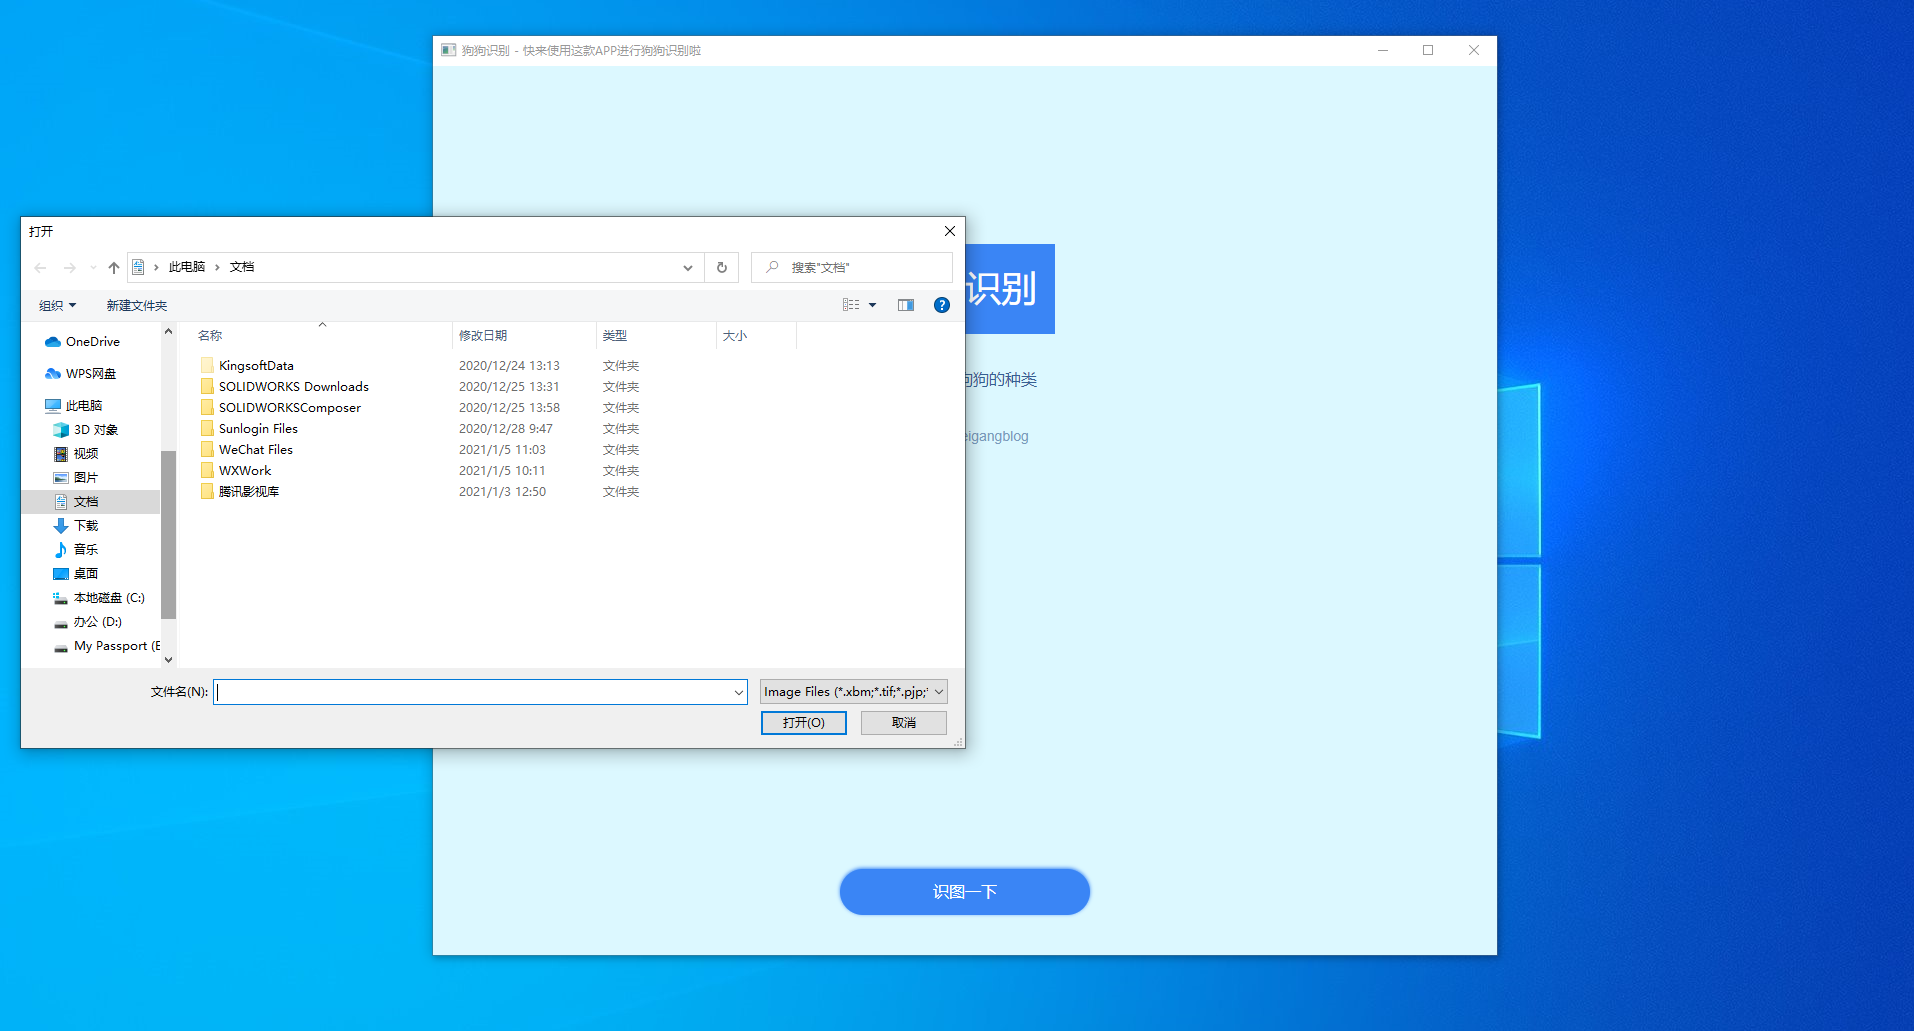 狗狗识别 - 快来使用这款APP进行狗狗识别啦
打开
此电脑 文档
搜索"文档"
组织
新建文件夹
识别
狗的种类
eigangblog
OneDrive
WPS网盘
此电脑
3D 对象
视频
图片
文档
下载
音乐
桌面
本地磁盘 (C:)
办公 (D:)
My Passport (E
名称 修改日期 类型 大小
KingsoftData 2020/12/24 13:13 文件夹
SOLIDWORKS Downloads 2020/12/25 13:31 文件夹
SOLIDWORKSComposer 2020/12/25 13:58 文件夹
Sunlogin Files 2020/12/28 9:47 文件夹
WeChat Files 2021/1/5 11:03 文件夹
WXWork 2021/1/5 10:11 文件夹
腾讯影视库 2021/1/3 12:50 文件夹
文件名(N):
Image Files (*.xbm;*.tif;*.pjp;*
打开(O)
取消
识图一下